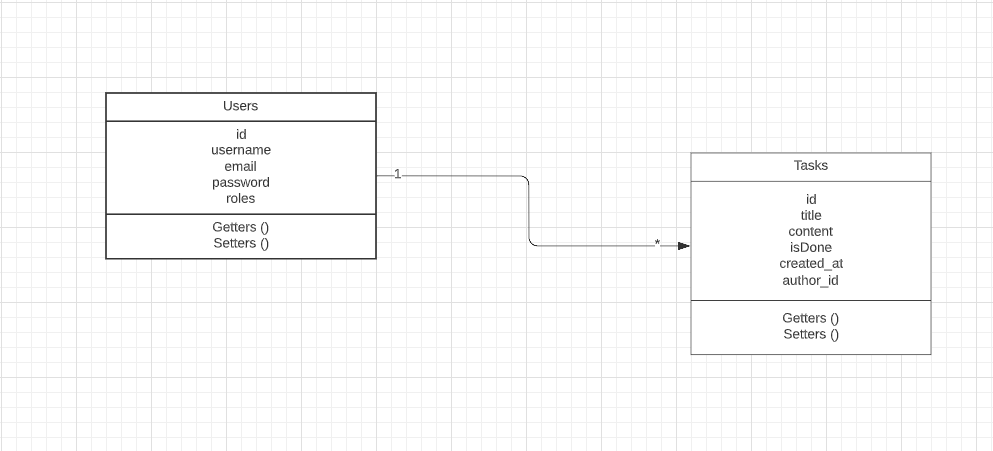 Users
id
username
email
password
roles
Getters ()
Setters ()
1
*
Tasks
id
title
content
isDone
created_at
author_id
Getters ()
Setters ()